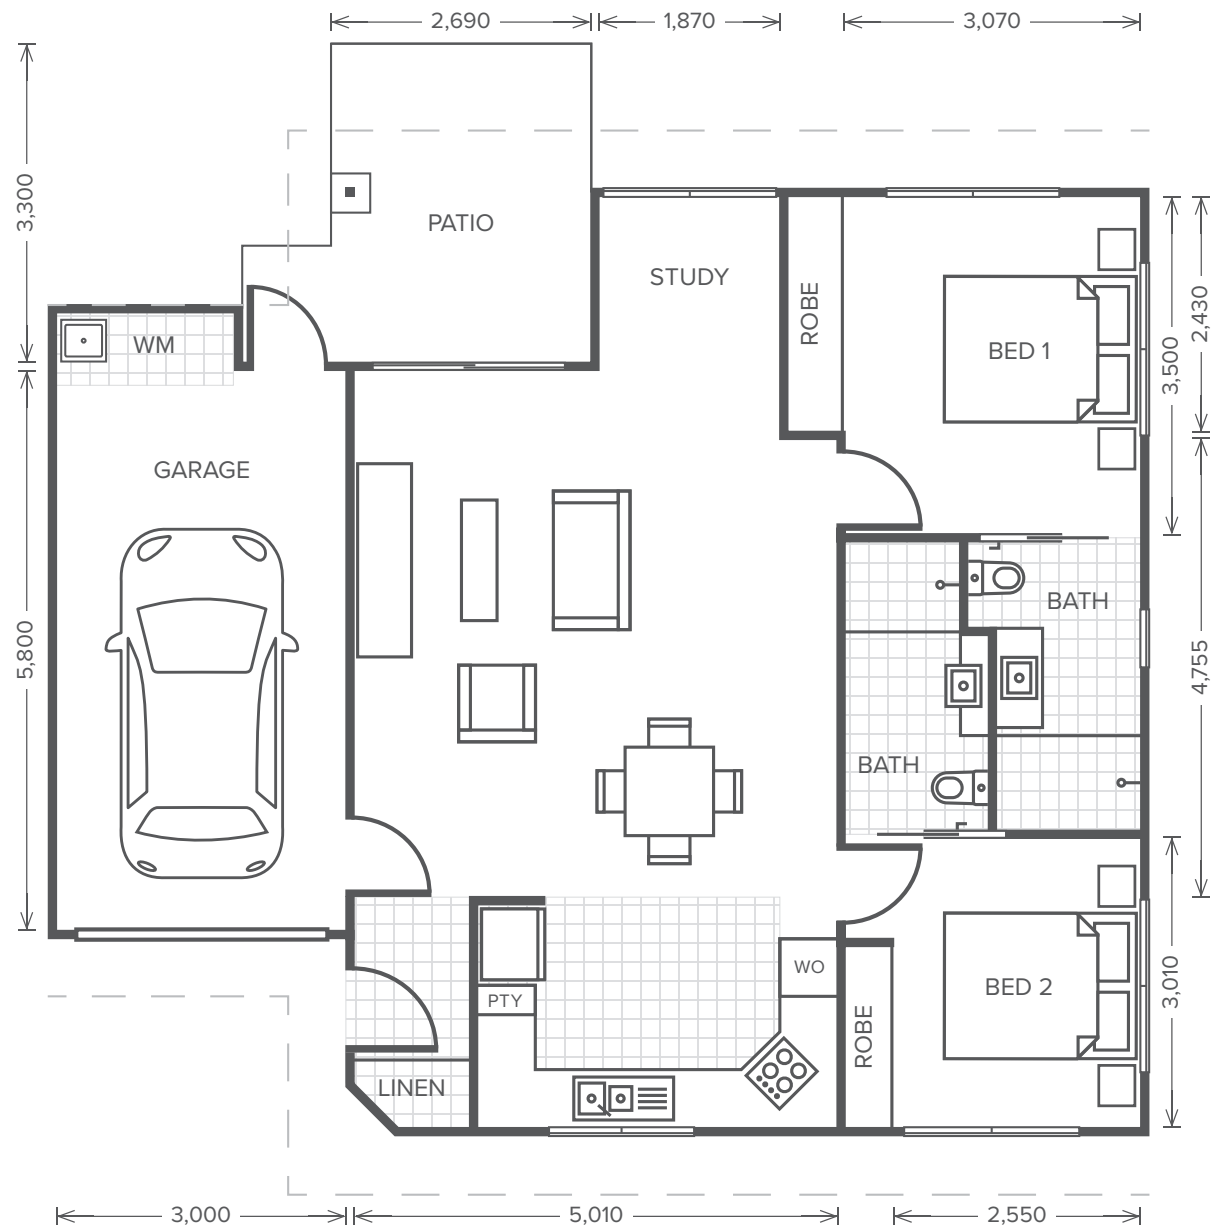 2,690
1,870
3,070
3,300
PATIO
STUDY
ROBE
BED 1
2,430
3,500
WM
GARAGE
5,800
BATH
4,755
BATH
WO
PTY
BED 2
3,010
ROBE
LINEN
3,000
5,010
2,550